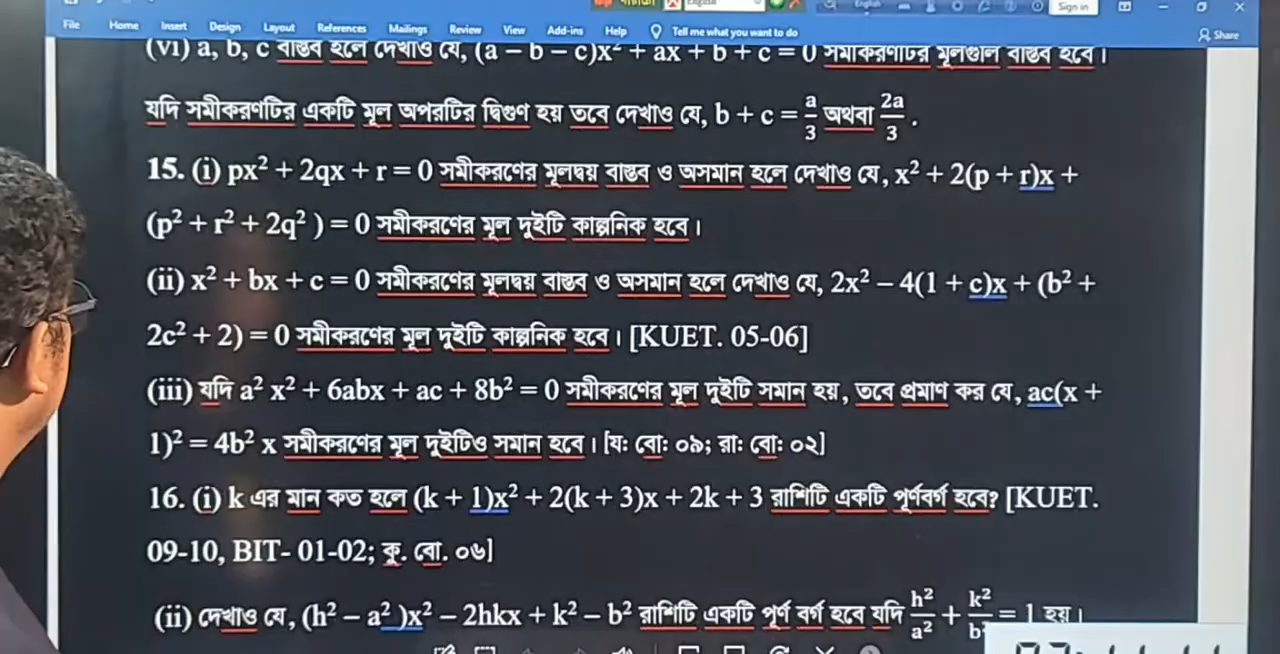 File Home Insert Design Layout References Mailings Review View Add-ins Help Tell me what you want to do Share
Sign in
(vi) a, b, c বাস্তব হলে দেখাও যে, (a – b – c)x² + ax + b + c = 0 সমীকরণটির মূলগুলি বাস্তব হবে।
যদি সমীকরণটির একটি মূল অপরটির দ্বিগুণ হয় তবে দেখাও যে, b + c = a/3 অথবা 2a/3 .
15. (i) px² + 2qx + r = 0 সমীকরণের মূলদ্বয় বাস্তব ও অসমান হলে দেখাও যে, x² + 2(p + r)x +
(p² + r² + 2q² ) = 0 সমীকরণের মূল দুইটি কাল্পনিক হবে।
(ii) x² + bx + c = 0 সমীকরণের মূলদ্বয় বাস্তব ও অসমান হলে দেখাও যে, 2x² – 4(1 + c)x + (b² +
2c² + 2) = 0 সমীকরণের মূল দুইটি কাল্পনিক হবে। [KUET. 05-06]
(iii) যদি a² x² + 6abx + ac + 8b² = 0 সমীকরণের মূল দুইটি সমান হয়, তবে প্রমাণ কর যে, ac(x +
1)² = 4b² x সমীকরণের মূল দুইটিও সমান হবে। [য: বো: ০৯; রা: বো: ০২]
16. (i) k এর মান কত হলে (k + 1)x² + 2(k + 3)x + 2k + 3 রাশিটি একটি পূর্ণবর্গ হবে? [KUET.
09-10, BIT- 01-02; কু. বো. ০৬]
(ii) দেখাও যে, (h² – a² )x² – 2hkx + k² – b² রাশিটি একটি পূর্ণ বর্গ হবে যদি h²/a² + k²/b² = 1 হয়।